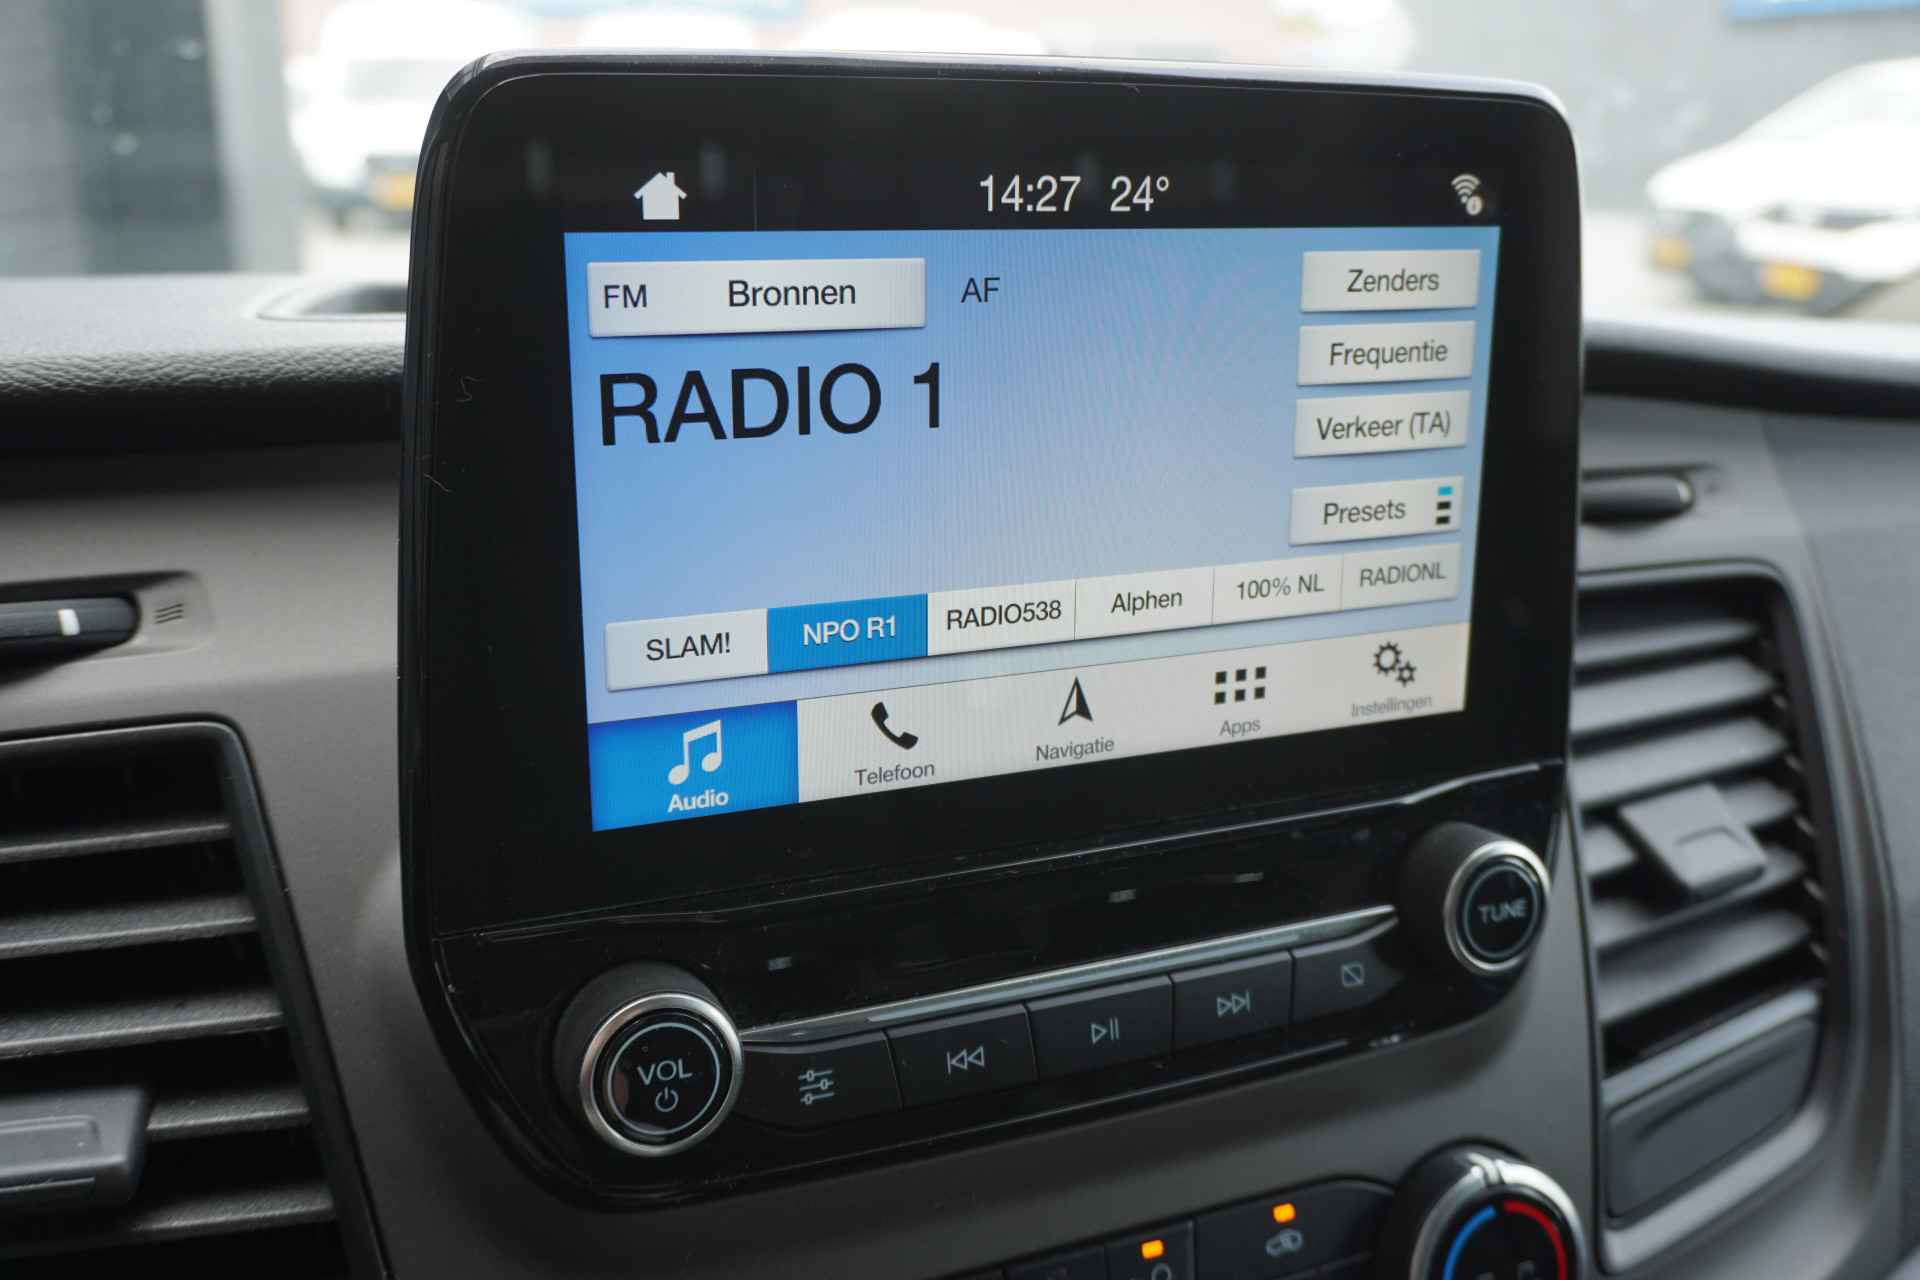 14:27 24°
FM Bronnen AF
Zenders
RADIO 1
Frequentie
Verkeer (TA)
Presets
SLAM! NPO R1 RADIO538 Alphen 100% NL RADIONL
Audio Telefoon Navigatie Apps Instellingen
TUNE
VOL